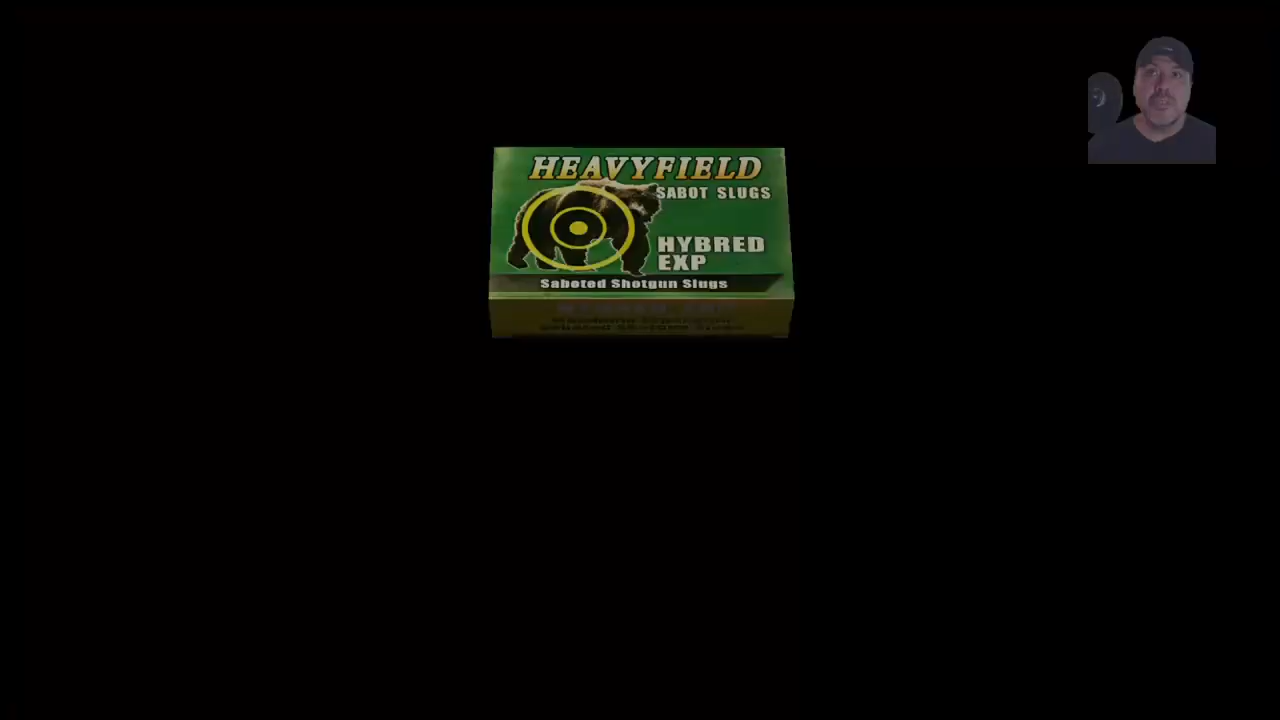 HEAVYFIELD
SABOT SLUGS
HYBRED
EXP
Saboted Shotgun Slugs